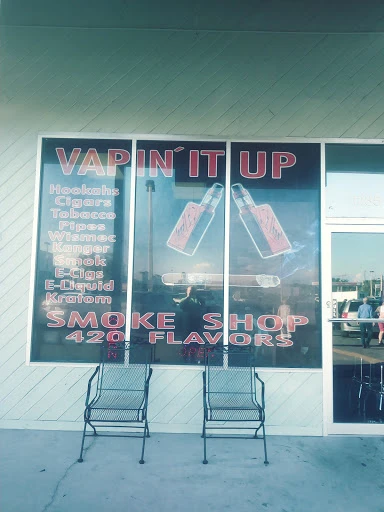 VAPIN' IT UP
Hookahs
Cigars
Tobacco
Pipes
Wismec
Kanger
Smok
E-Cigs
E-Liquid
Kratom
SMOKE SHOP
420 FLAVORS